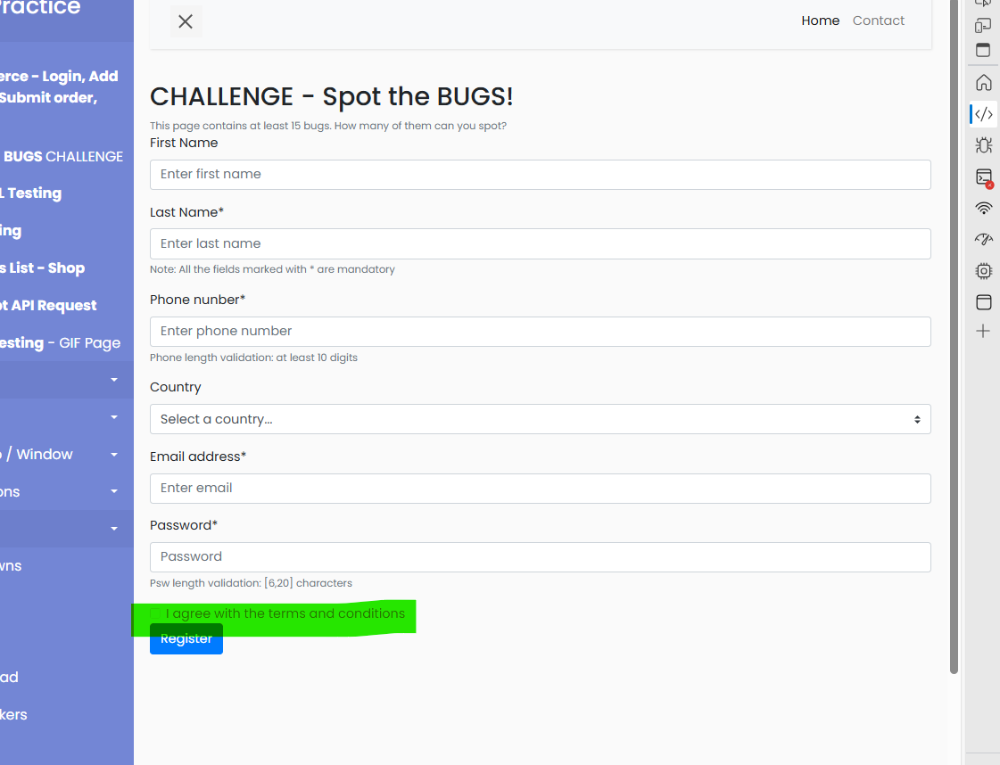 Practice
Home Contact
erce - Login, Add
Submit order,
BUGS CHALLENGE
L Testing
ing
s List - Shop
ot API Request
esting - GIF Page
o / Window
ons
wns
ad
kers
CHALLENGE - Spot the BUGS!
This page contains at least 15 bugs. How many of them can you spot?
First Name
Enter first name
Last Name*
Enter last name
Note: All the fields marked with * are mandatory
Phone nunber*
Enter phone number
Phone length validation: at least 10 digits
Country
Select a country...
Email address*
Enter email
Password*
Password
Psw length validation: [6,20] characters
I agree with the terms and conditions
Register